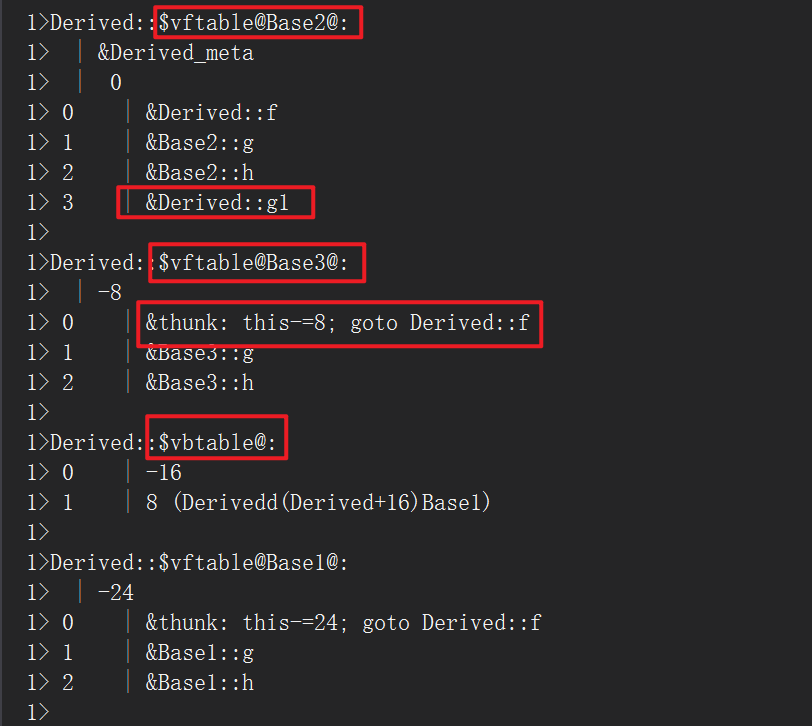 1>Derived::$vftable@Base2@:
1>  | &Derived_meta
1>  |  0
1> 0    | &Derived::f
1> 1    | &Base2::g
1> 2    | &Base2::h
1> 3    | &Derived::g1
1>
1>Derived::$vftable@Base3@:
1>  | -8
1> 0    | &thunk: this-=8; goto Derived::f
1> 1    | &Base3::g
1> 2    | &Base3::h
1>
1>Derived::$vbtable@:
1> 0    | -16
1> 1    | 8 (Derivedd(Derived+16)Base1)
1>
1>Derived::$vftable@Base1@:
1>  | -24
1> 0    | &thunk: this-=24; goto Derived::f
1> 1    | &Base1::g
1> 2    | &Base1::h
1>